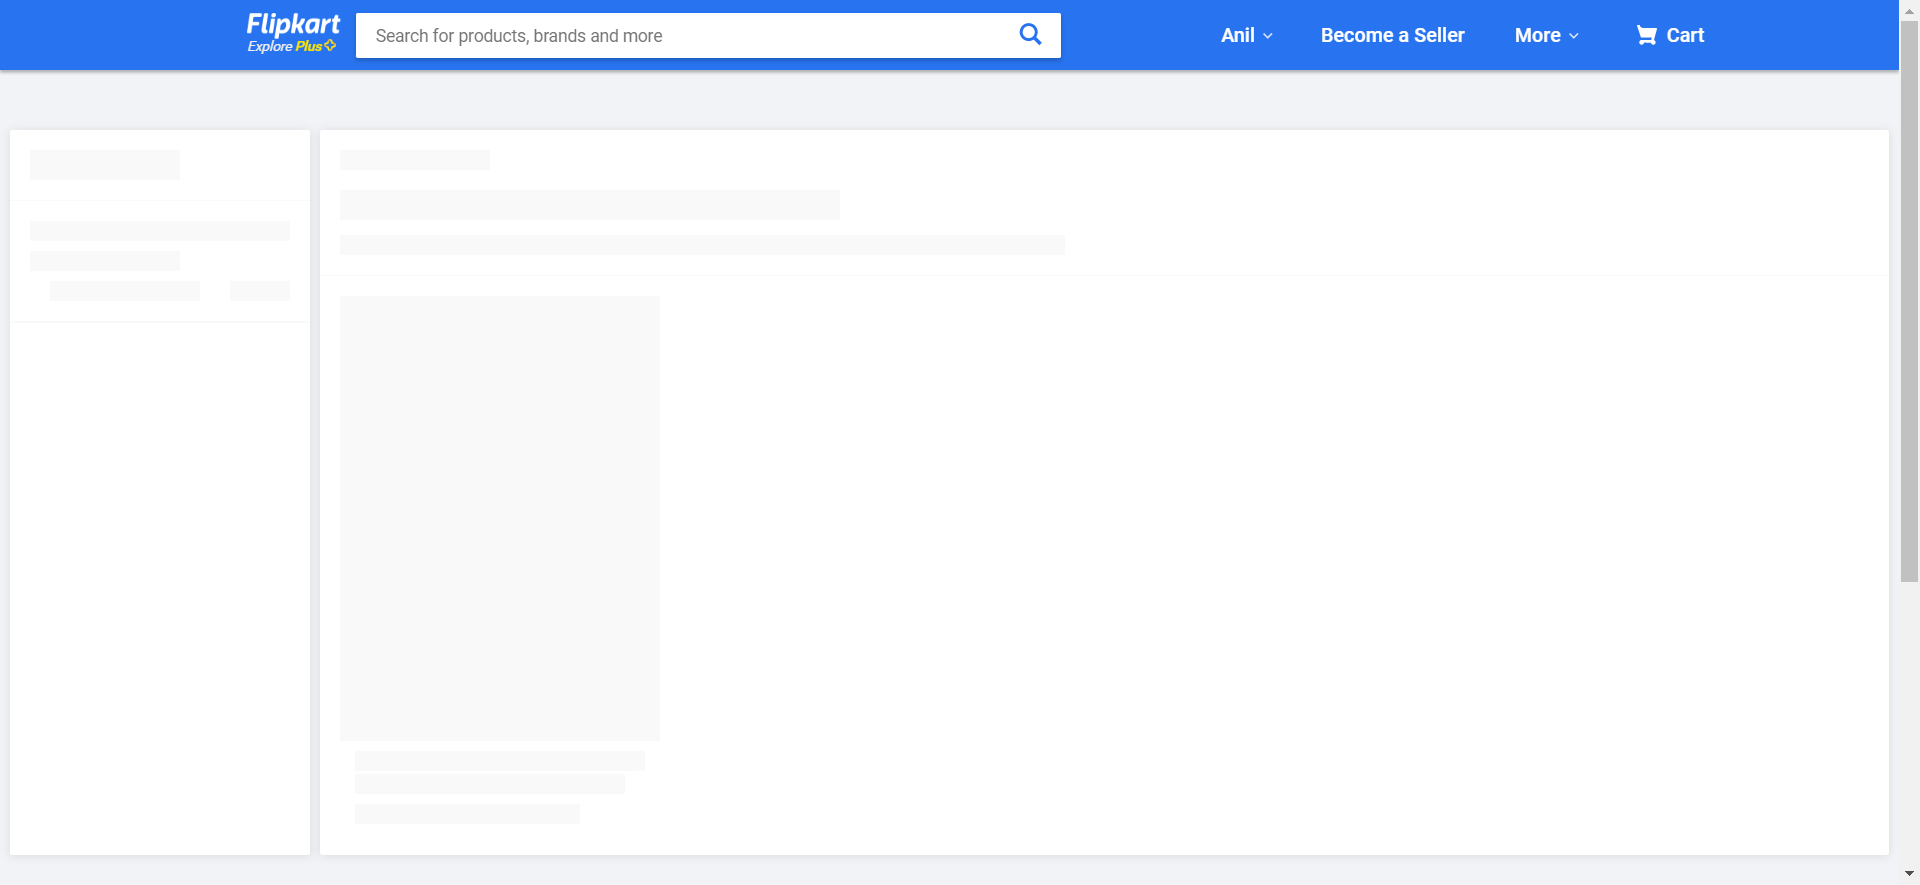 Flipkart
Explore Plus
Search for products, brands and more
Anil
Become a Seller
More
Cart